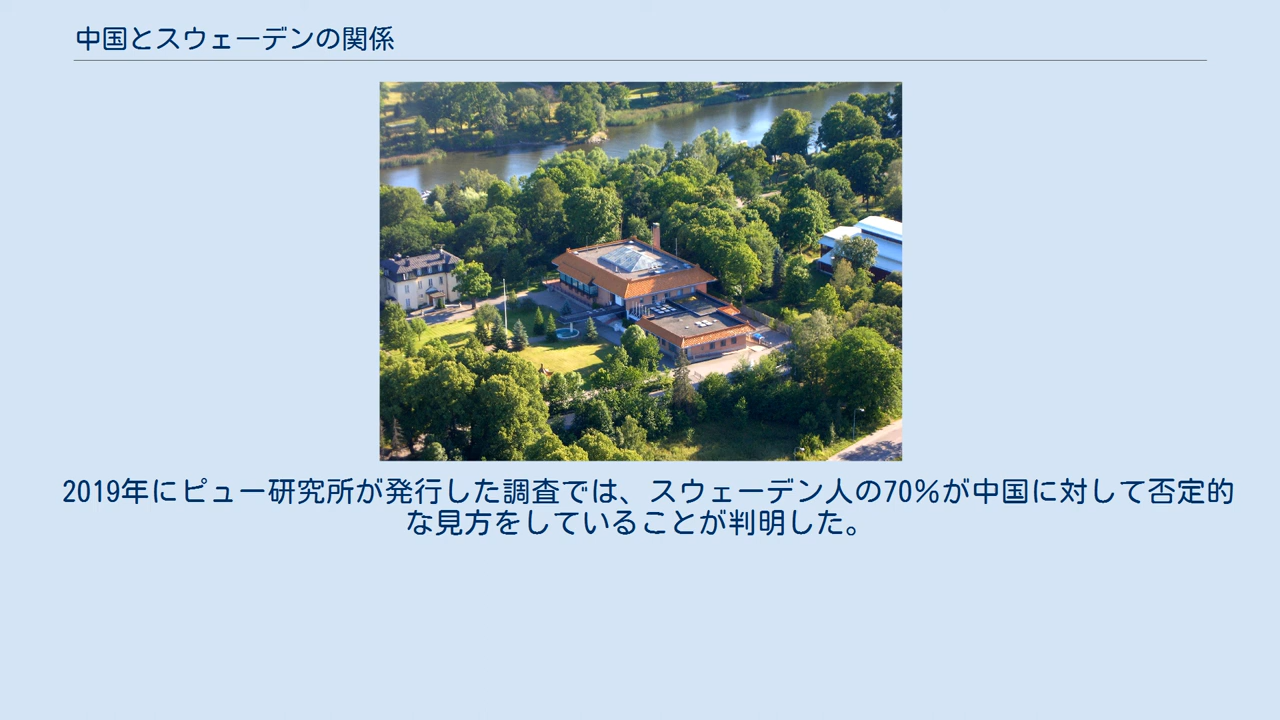 中国とスウェーデンの関係
2019年にピュー研究所が発行した調査では、スウェーデン人の70%が中国に対して否定的
な見方をしていることが判明した。